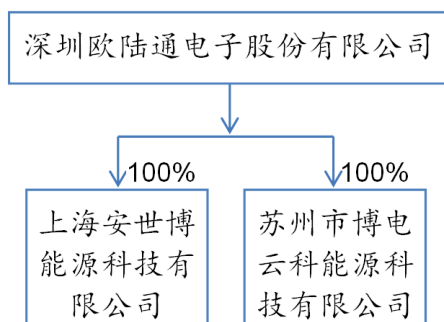 深圳欧陆通电子股份有限公司
100%
100%
上海安世博
能源科技有
限公司
苏州市博电
云科能源科
技有限公司